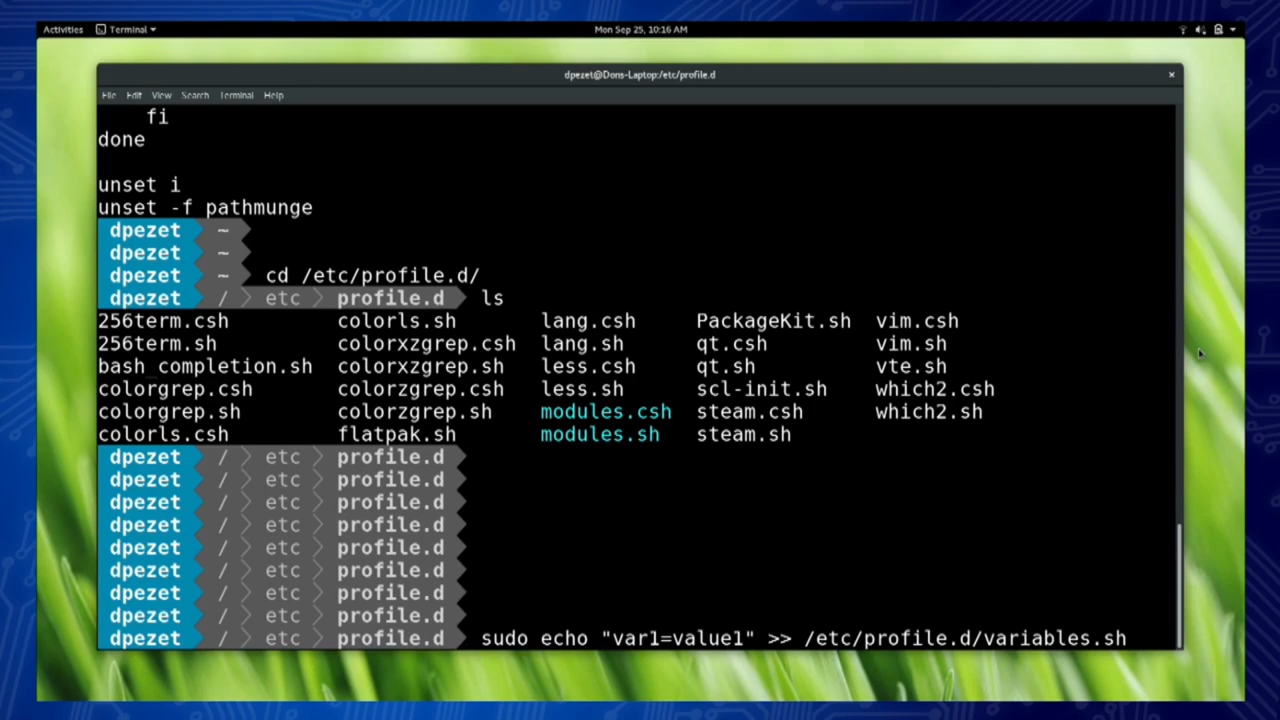 Activities Terminal Mon Sep 25, 10:16 AM
dpezet@Dons-Laptop:/etc/profile.d ×
File Edit View Search Terminal Help
    fi
done
unset i
unset -f pathmunge
dpezet ~
dpezet ~
dpezet ~ cd /etc/profile.d/
dpezet / etc profile.d ls
256term.csh colorls.sh lang.csh PackageKit.sh vim.csh
256term.sh colorxzgrep.csh lang.sh qt.csh vim.sh
bash_completion.sh colorxzgrep.sh less.csh qt.sh vte.sh
colorgrep.csh colorzgrep.csh less.sh scl-init.sh which2.csh
colorgrep.sh colorzgrep.sh modules.csh steam.csh which2.sh
colorls.csh flatpak.sh modules.sh steam.sh
dpezet / etc profile.d
dpezet / etc profile.d
dpezet / etc profile.d
dpezet / etc profile.d
dpezet / etc profile.d
dpezet / etc profile.d
dpezet / etc profile.d
dpezet / etc profile.d
dpezet / etc profile.d sudo echo "var1=value1" >> /etc/profile.d/variables.sh